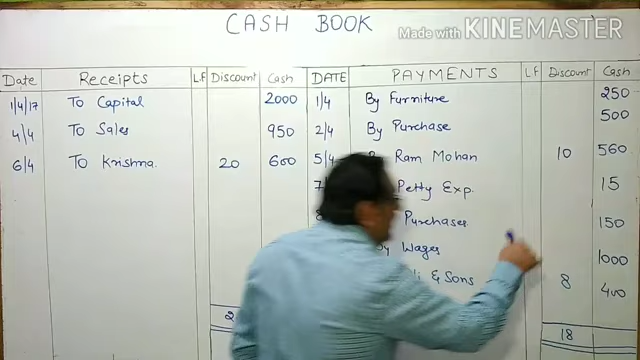 CASH BOOK
Made with KINEMASTER
Date Receipts L.F Discount Cash DATE PAYMENTS LF Discount Cash
1/4/17 To Capital 2000 1/4 By Furniture 250
4/4 To Sales 950 2/4 By Purchase 500
6/4 To Krishna. 20 600 5/4 Ram Mohan 10 560
Petty Exp. 15
Purchases 150
By Wages 1000
& Sons 8 400
18